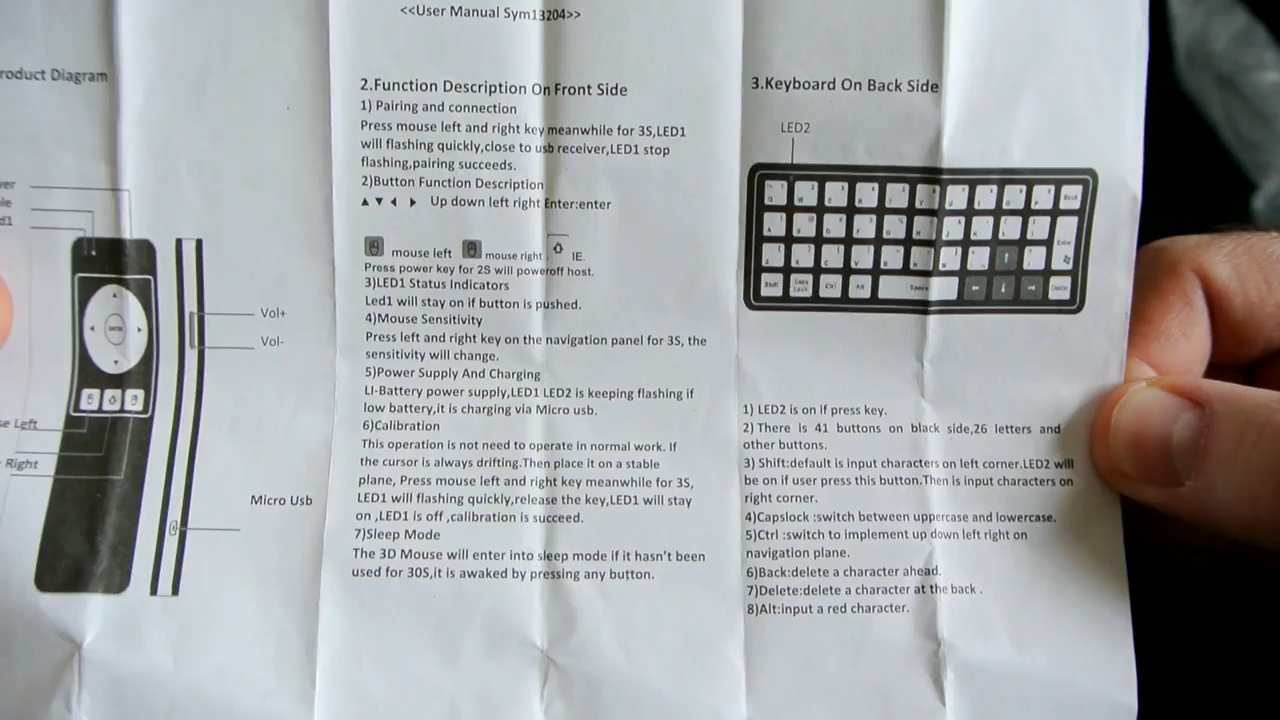 <<User Manual Sym13204>>
roduct Diagram
Vol+
Vol-
Micro Usb
Right
2.Function Description On Front Side
1) Pairing and connection
Press mouse left and right key meanwhile for 3S,LED1
will flashing quickly,close to usb receiver,LED1 stop
flashing,pairing succeeds.
2)Button Function Description
▲ ▼ ◀ ▶ Up down left right Enter:enter
mouse left mouse right IE.
Press power key for 2S will poweroff host.
3)LED1 Status Indicators
Led1 will stay on if button is pushed.
4)Mouse Sensitivity
Press left and right key on the navigation panel for 3S, the
sensitivity will change.
5)Power Supply And Charging
LI-Battery power supply,LED1 LED2 is keeping flashing if
low battery,it is charging via Micro usb.
6)Calibration
This operation is not need to operate in normal work. If
the cursor is always drifting.Then place it on a stable
plane, Press mouse left and right key meanwhile for 3S,
LED1 will flashing quickly,release the key,LED1 will stay
on ,LED1 is off ,calibration is succeed.
7)Sleep Mode
The 3D Mouse will enter into sleep mode if it hasn't been
used for 30S,it is awaked by pressing any button.
3.Keyboard On Back Side
LED2
Back
Enter
Shift Caps Lock Ctrl Alt Space ← ↓ → Delete
1) LED2 is on if press key.
2) There is 41 buttons on black side,26 letters and
other buttons.
3) Shift:default is input characters on left corner.LED2 will
be on if user press this button.Then is input characters on
right corner.
4)Capslock :switch between uppercase and lowercase.
5)Ctrl :switch to implement up down left right on
navigation plane.
6)Back:delete a character ahead.
7)Delete:delete a character at the back .
8)Alt:input a red character.